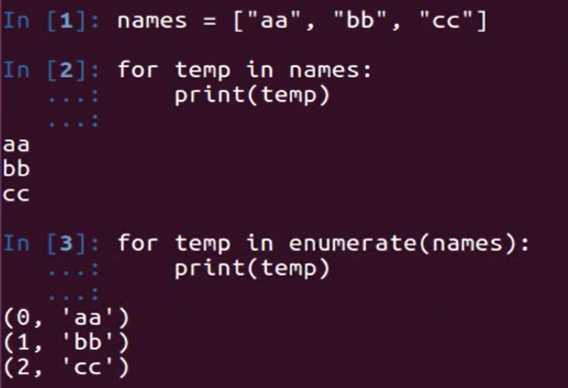 In [1]: names = ["aa", "bb", "cc"]
In [2]: for temp in names:
   ...:     print(temp)
   ...:
aa
bb
cc
In [3]: for temp in enumerate(names):
   ...:     print(temp)
   ...:
(0, 'aa')
(1, 'bb')
(2, 'cc')